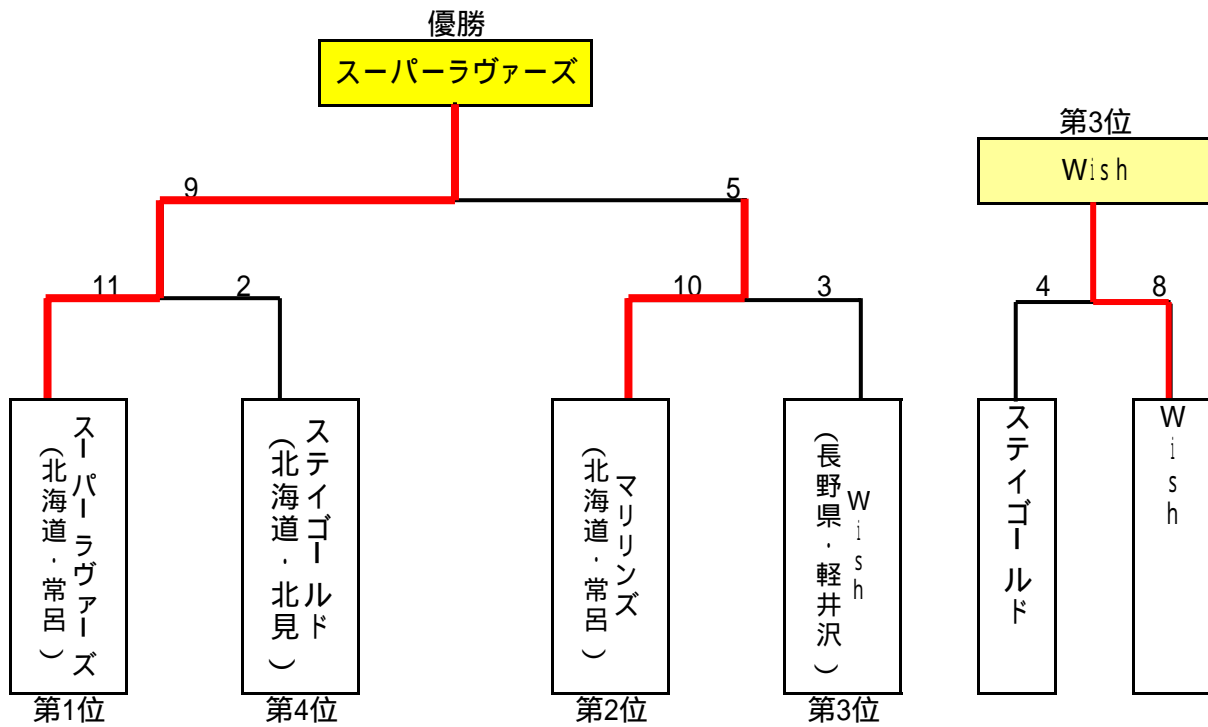 優勝
スーパーラヴァーズ
第3位
Wish
9
5
11
2
10
3
4
8
スーパーラヴァーズ
（北海道・常呂）
ステイゴールド
（北海道・北見）
マリリンズ
（北海道・常呂）
Wish
（長野県・軽井沢）
ステイゴールド
Wish
第1位
第4位
第2位
第3位